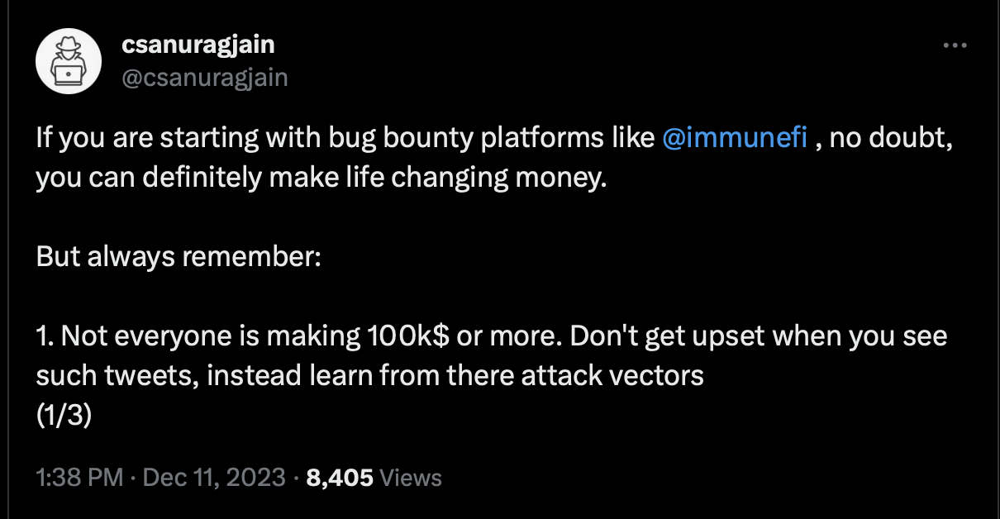 csanuragjain
@csanuragjain
If you are starting with bug bounty platforms like @immunefi , no doubt,
you can definitely make life changing money.
But always remember:
1. Not everyone is making 100k$ or more. Don't get upset when you see
such tweets, instead learn from there attack vectors
(1/3)
1:38 PM · Dec 11, 2023 · 8,405 Views